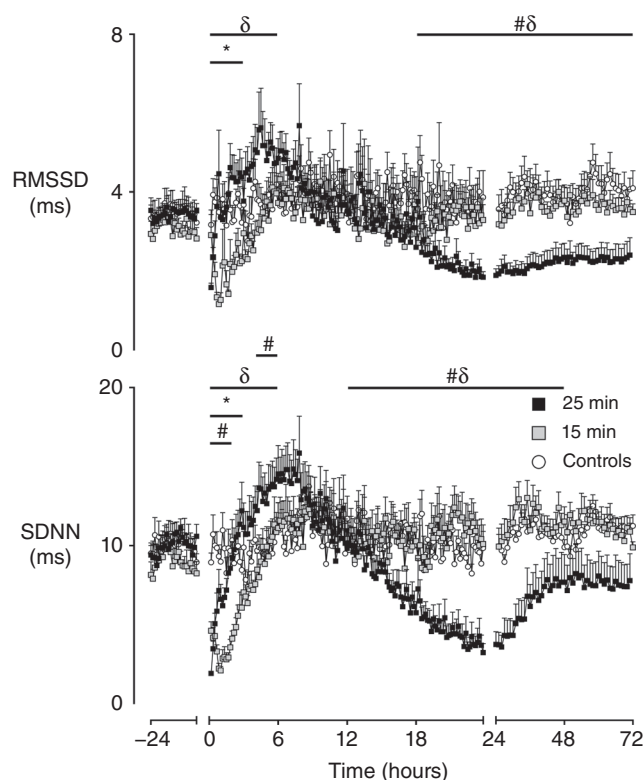 δ
#δ
*
8
RMSSD
(ms)
4
0
#
δ
#δ
*
#
20
25 min
15 min
Controls
SDNN
(ms)
10
0
–24 0 6 12 18 24 48 72
Time (hours)